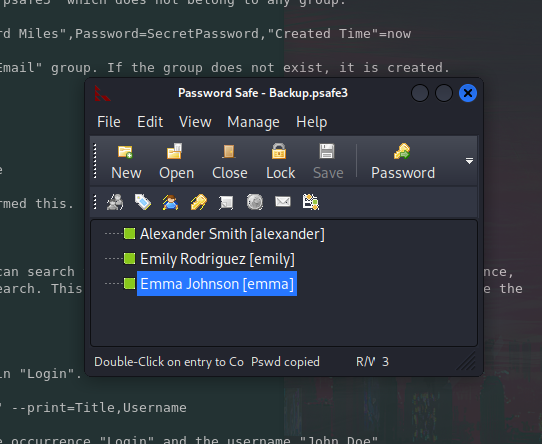 psafe3" which does not belong to any group.
rd Miles",Password=SecretPassword,"Created Time"=now
Email" group. If the group does not exist, it is created.
Password Safe - Backup.psafe3
File Edit View Manage Help
New Open Close Lock Save Password
rmed this.
Alexander Smith [alexander]
Emily Rodriguez [emily]
Emma Johnson [emma]
can search
nce,
earch. This
e the
Double-Click on entry to Co Pswd copied R/W 3
in "Login".
" --print=Title,Username
e occurrence "Login" and the username "John Doe"